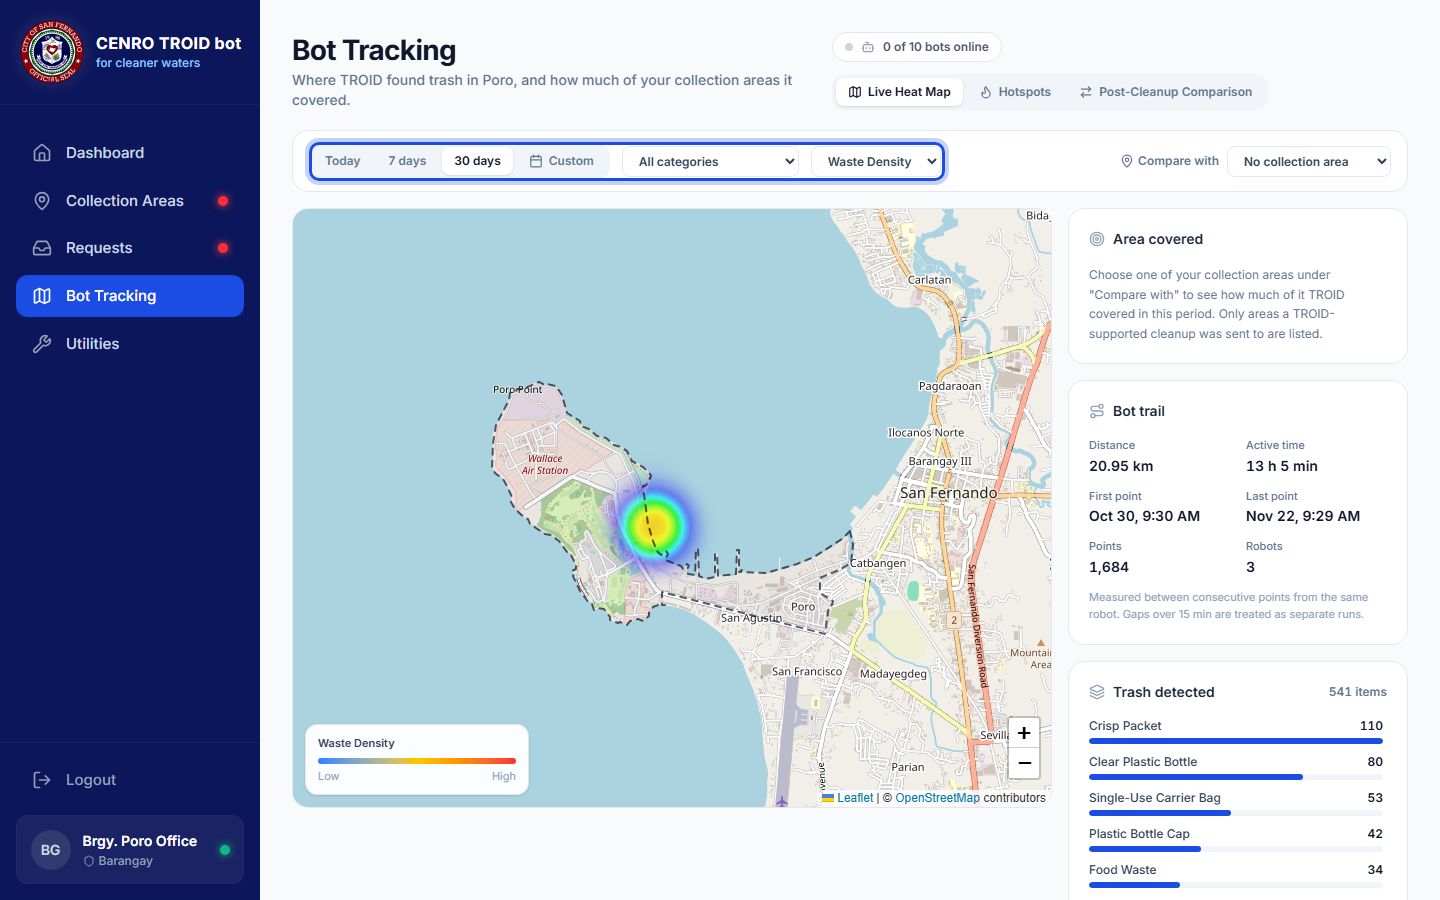 CITY OF SAN FERNANDO
OFFICIAL SEAL
CENRO TROID bot
for cleaner waters
Dashboard
Collection Areas
Requests
Bot Tracking
Utilities
Logout
BG
Brgy. Poro Office
Barangay
Bot Tracking
Where TROID found trash in Poro, and how much of your collection areas it
covered.
0 of 10 bots online
Live Heat Map
Hotspots
Post-Cleanup Comparison
Today
7 days
30 days
Custom
All categories
Waste Density
Compare with
No collection area
Bida
Carlatan
Pagdaraoan
Poro Point
Ilocanos Norte
Wallace
Air Station
Barangay III
San Fernando
Catbangen
San Fernando Diversion Road
Poro
San Agustin
2
Mountain
Area
San Francisco
Madayegdeg
Sevilla
Parian
Waste Density
Low
High
+
−
Leaflet | © OpenStreetMap contributors
Area covered
Choose one of your collection areas under
"Compare with" to see how much of it TROID
covered in this period. Only areas a TROID-
supported cleanup was sent to are listed.
Bot trail
Distance
Active time
20.95 km
13 h 5 min
First point
Last point
Oct 30, 9:30 AM
Nov 22, 9:29 AM
Points
Robots
1,684
3
Measured between consecutive points from the same
robot. Gaps over 15 min are treated as separate runs.
Trash detected
541 items
Crisp Packet
110
Clear Plastic Bottle
80
Single-Use Carrier Bag
53
Plastic Bottle Cap
42
Food Waste
34